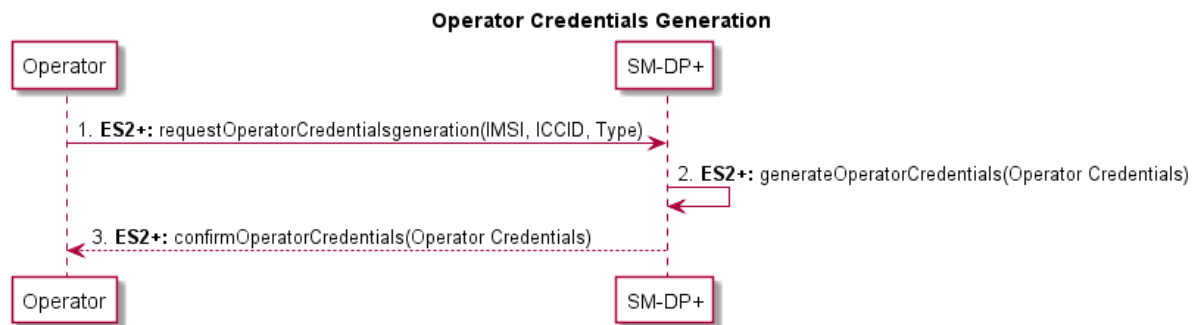 Operator Credentials Generation
Operator
SM-DP+
1. ES2+: requestOperatorCredentialsgeneration(IMSI, ICCID, Type)
2. ES2+: generateOperatorCredentials(Operator Credentials)
3. ES2+: confirmOperatorCredentials(Operator Credentials)
Operator
SM-DP+